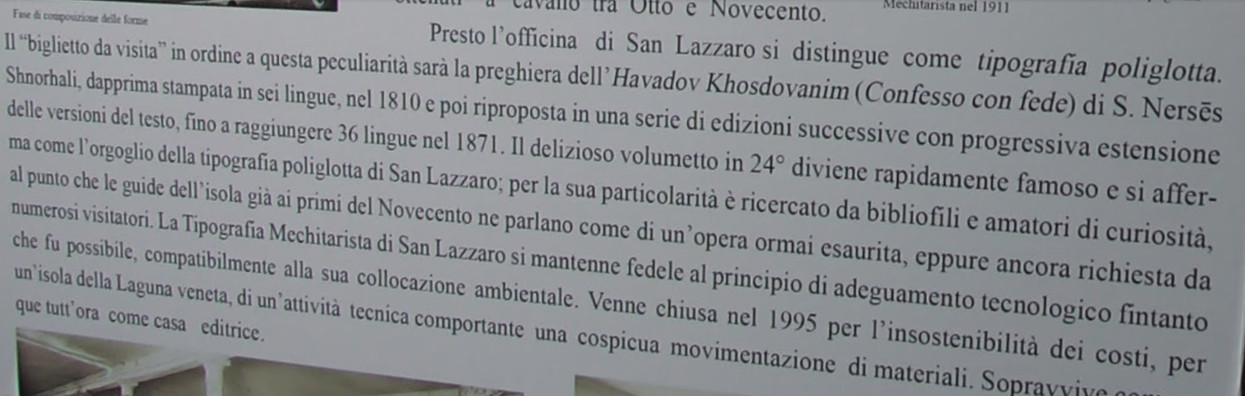 a cavallo tra Otto e Novecento.
Mechitarista nel 1911
Fase di composizione delle forme
Presto l'officina di San Lazzaro si distingue come tipografia poliglotta.
Il “biglietto da visita” in ordine a questa peculiarità sarà la preghiera dell'Havadov Khosdovanim (Confesso con fede) di S. Nersēs
Shnorhali, dapprima stampata in sei lingue, nel 1810 e poi riproposta in una serie di edizioni successive con progressiva estensione
delle versioni del testo, fino a raggiungere 36 lingue nel 1871. Il delizioso volumetto in 24° diviene rapidamente famoso e si affer-
ma come l'orgoglio della tipografia poliglotta di San Lazzaro; per la sua particolarità è ricercato da bibliofili e amatori di curiosità,
al punto che le guide dell'isola già ai primi del Novecento ne parlano come di un'opera ormai esaurita, eppure ancora richiesta da
numerosi visitatori. La Tipografia Mechitarista di San Lazzaro si mantenne fedele al principio di adeguamento tecnologico fintanto
che fu possibile, compatibilmente alla sua collocazione ambientale. Venne chiusa nel 1995 per l'insostenibilità dei costi, per
un'isola della Laguna veneta, di un'attività tecnica comportante una cospicua movimentazione di materiali. Sopravvive
que tutt'ora come casa editrice.